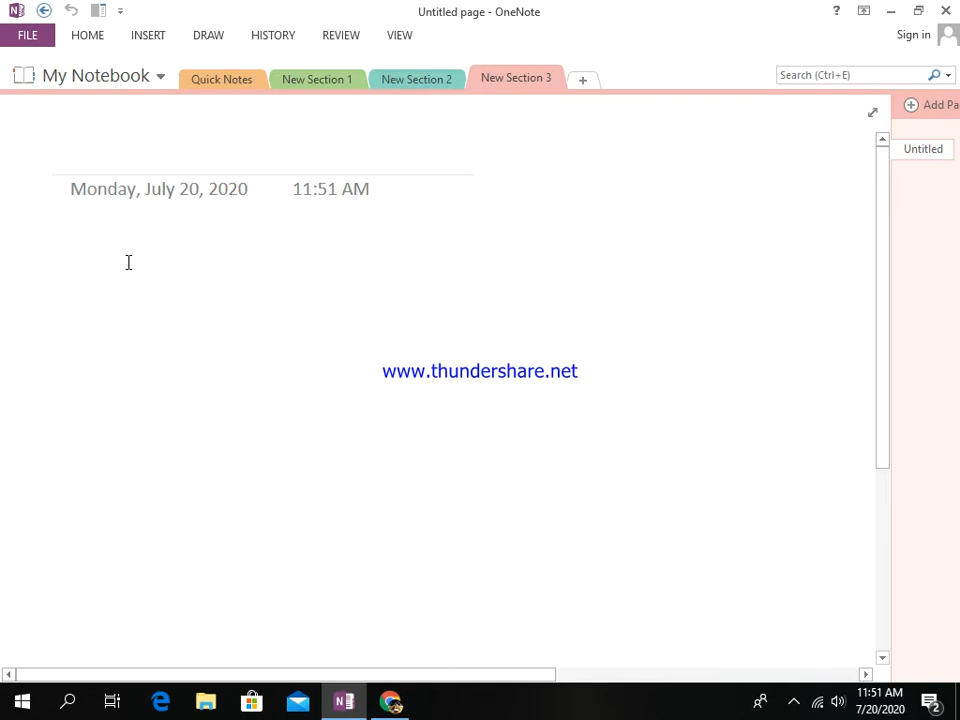 Untitled page - OneNote
?
FILE HOME INSERT DRAW HISTORY REVIEW VIEW
Sign in
My Notebook
Quick Notes
New Section 1
New Section 2
New Section 3
+
Search (Ctrl+E)
Add Pa
Untitled
Monday, July 20, 2020 11:51 AM
www.thundershare.net
11:51 AM
7/20/2020
2